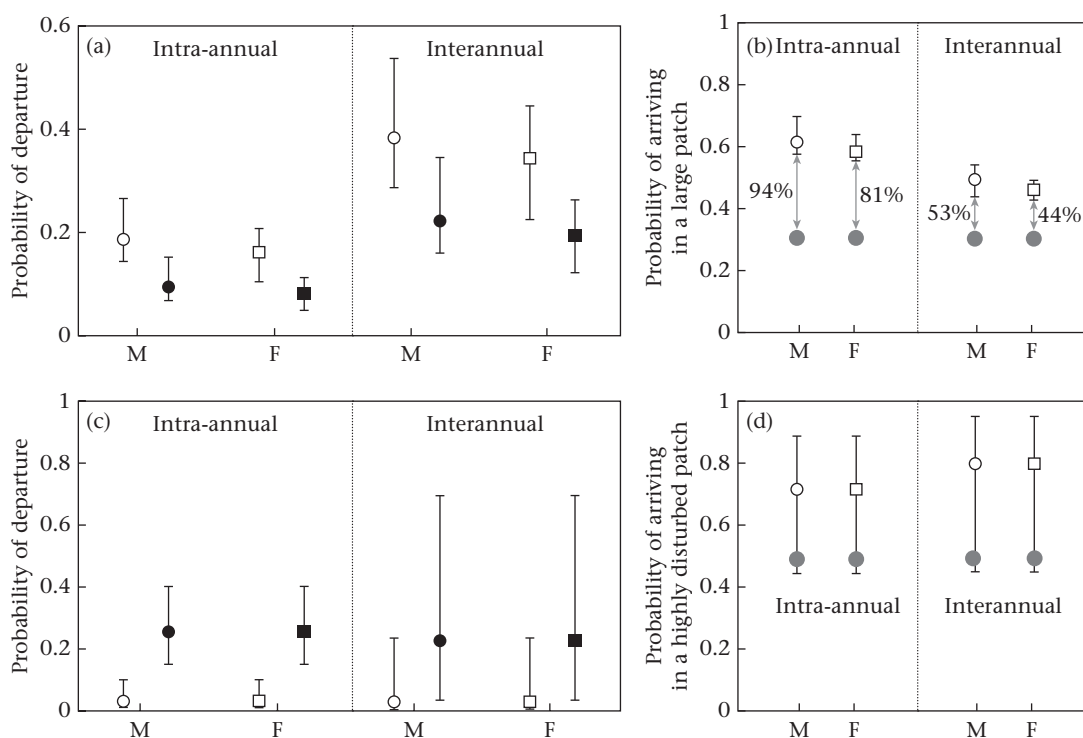 (a)
Intra-annual
Interannual
Probability of departure
0.6
0.4
0.2
0
M
F
M
F
(b)
Intra-annual
Interannual
Probability of arriving
in a large patch
1
0.8
0.6
0.4
0.2
0
94%
81%
53%
44%
M
F
M
F
(c)
Intra-annual
Interannual
Probability of departure
1
0.8
0.6
0.4
0.2
0
M
F
M
F
(d)
Probability of arriving
in a highly disturbed patch
1
0.8
0.6
0.4
0.2
0
Intra-annual
Interannual
M
F
M
F